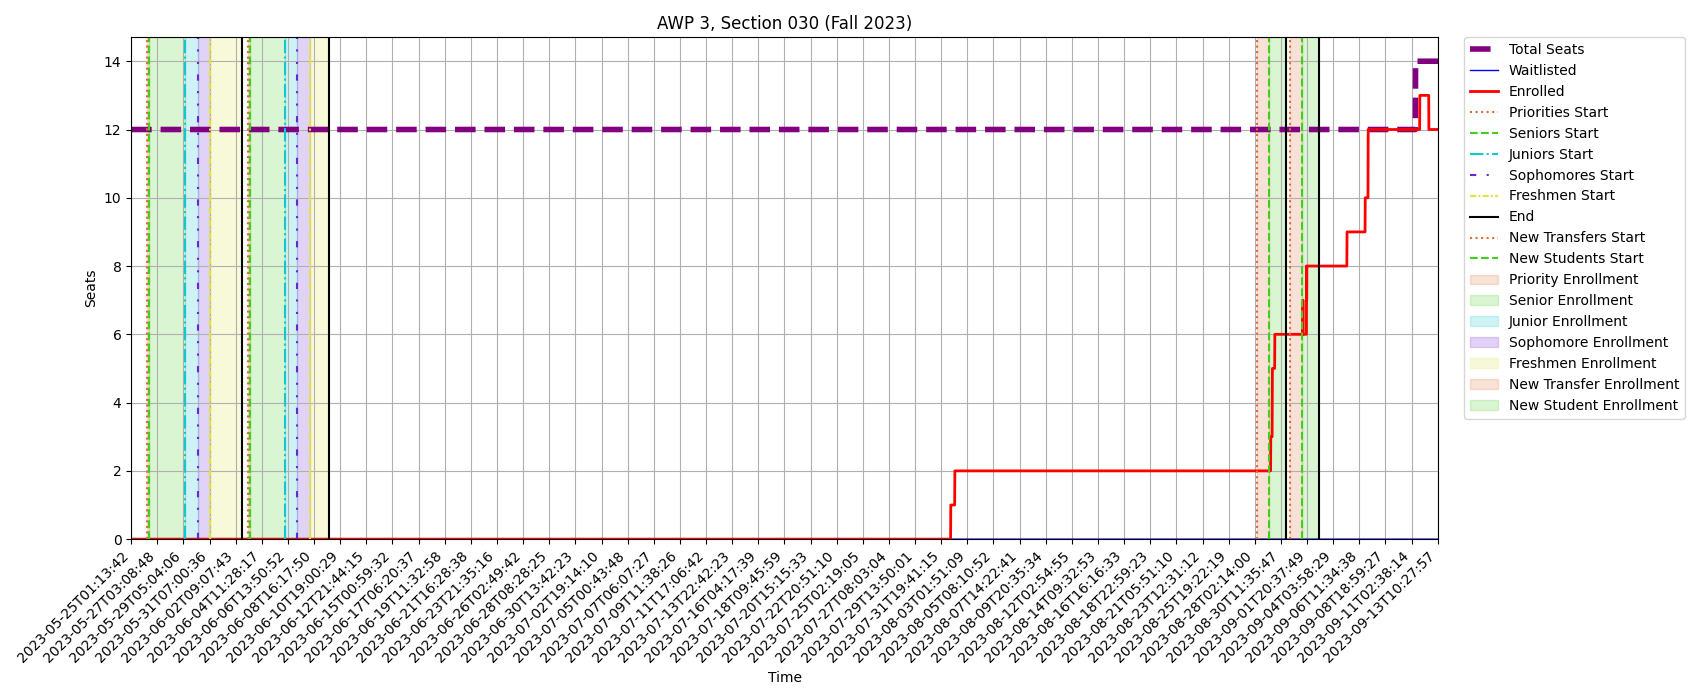 AWP 3, Section 030 (Fall 2023)
Seats
14
12
10
8
6
4
2
0
2023-05-25T01:13:42
2023-05-27T03:08:48
2023-05-29T05:04:06
2023-05-31T07:00:36
2023-06-02T09:07:43
2023-06-04T11:28:17
2023-06-06T13:50:52
2023-06-08T16:17:50
2023-06-10T19:00:29
2023-06-12T21:44:15
2023-06-15T00:59:32
2023-06-17T06:20:37
2023-06-19T11:32:58
2023-06-21T16:28:38
2023-06-23T21:35:16
2023-06-26T02:49:42
2023-06-28T08:28:25
2023-06-30T13:42:23
2023-07-02T19:14:10
2023-07-05T00:43:48
2023-07-07T06:07:27
2023-07-09T11:38:26
2023-07-11T17:06:42
2023-07-13T22:42:23
2023-07-16T04:17:39
2023-07-18T09:45:59
2023-07-20T15:15:33
2023-07-22T20:51:10
2023-07-25T02:19:05
2023-07-27T08:03:04
2023-07-29T13:50:01
2023-07-31T19:41:15
2023-08-03T01:51:09
2023-08-05T08:10:52
2023-08-07T14:22:41
2023-08-09T20:35:34
2023-08-12T02:54:55
2023-08-14T09:32:53
2023-08-16T16:16:33
2023-08-18T22:59:23
2023-08-21T05:51:10
2023-08-23T12:31:12
2023-08-25T19:22:19
2023-08-28T02:14:00
2023-08-30T11:35:47
2023-09-01T20:37:49
2023-09-04T03:58:29
2023-09-06T11:34:38
2023-09-08T18:59:27
2023-09-11T02:38:14
2023-09-13T10:27:57
Time
Total Seats
Waitlisted
Enrolled
Priorities Start
Seniors Start
Juniors Start
Sophomores Start
Freshmen Start
End
New Transfers Start
New Students Start
Priority Enrollment
Senior Enrollment
Junior Enrollment
Sophomore Enrollment
Freshmen Enrollment
New Transfer Enrollment
New Student Enrollment